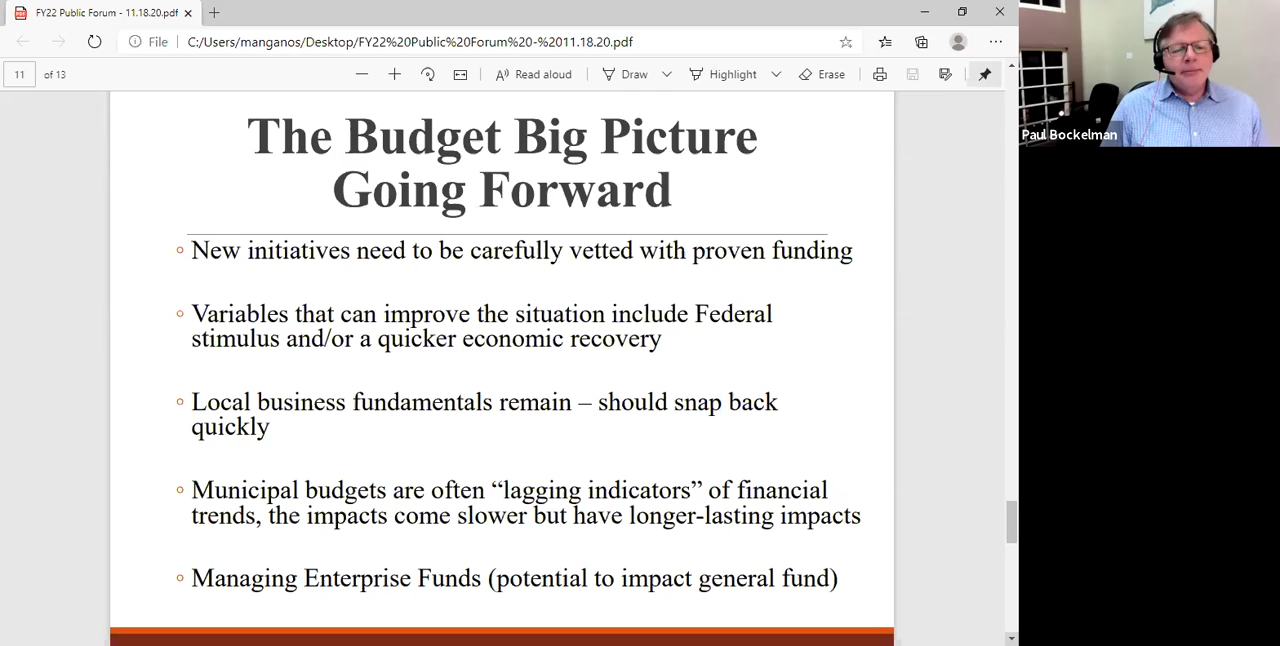 FY22 Public Forum - 11.18.20.pdf
File
C:/Users/manganos/Desktop/FY22%20Public%20Forum%20-%2011.18.20.pdf
11 of 13
Read aloud
Draw
Highlight
Erase
The Budget Big Picture
Going Forward
New initiatives need to be carefully vetted with proven funding
Variables that can improve the situation include Federal
stimulus and/or a quicker economic recovery
Local business fundamentals remain – should snap back
quickly
Municipal budgets are often “lagging indicators” of financial
trends, the impacts come slower but have longer-lasting impacts
Managing Enterprise Funds (potential to impact general fund)
Paul Bockelman